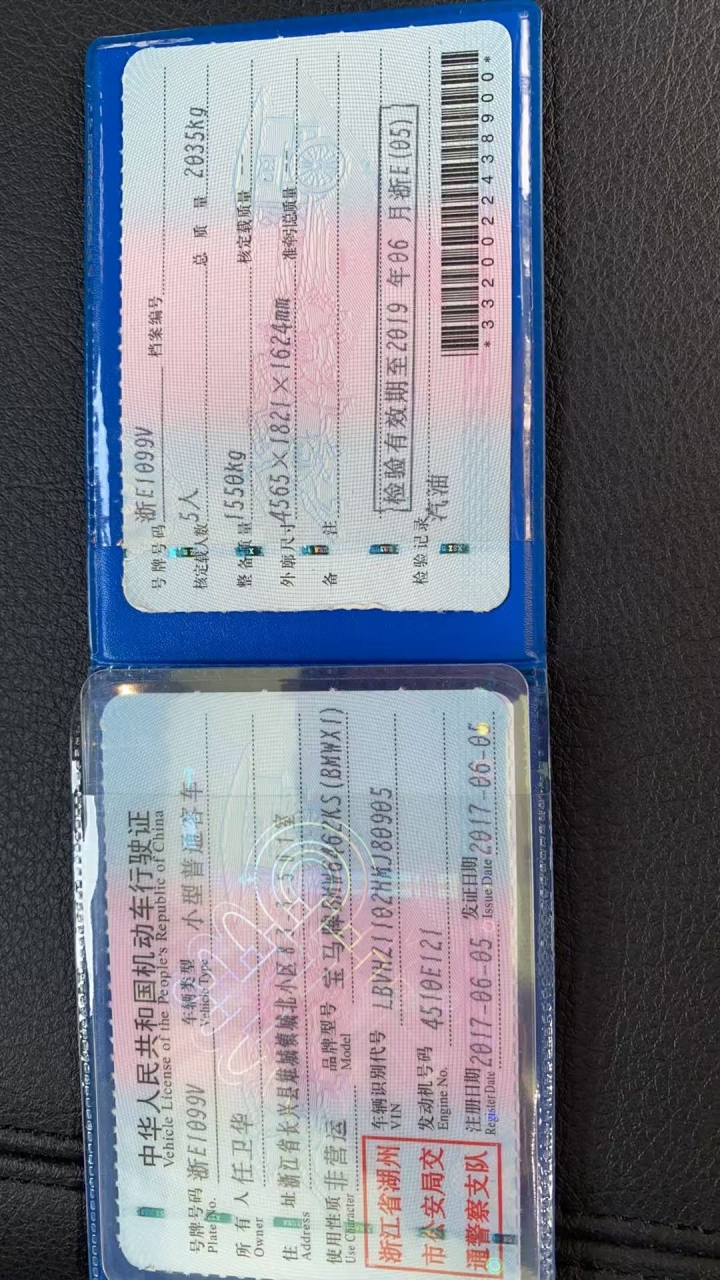 中华人民共和国机动车行驶证
Vehicle License of the People's Republic of China
号牌号码 浙E1099V 车辆类型 小型普通客车
Plate No. Vehicle Type
所有人 任卫华
Owner
住址 浙江省长兴县雉城镇城北小区
Address
使用性质 非营运 品牌型号 宝马牌 (BMWX1)
Use Character Model
浙江省湖州
市公安局交
通警察支队
车辆识别代号
VIN
发动机号码 4510E121
Engine No.
注册日期 2017-06-05 发证日期 2017-06-05
Register Date Issue Date
号牌号码 浙E1099V 档案编号
核定载人数 5人 总质量 2035kg
整备质量 1550kg 核定载质量 --
外廓尺寸 4565×1821×1624mm 准牵引总质量 --
备注
检验有效期至2019年06月浙E(05)
检验记录
汽油
*3320022438900*